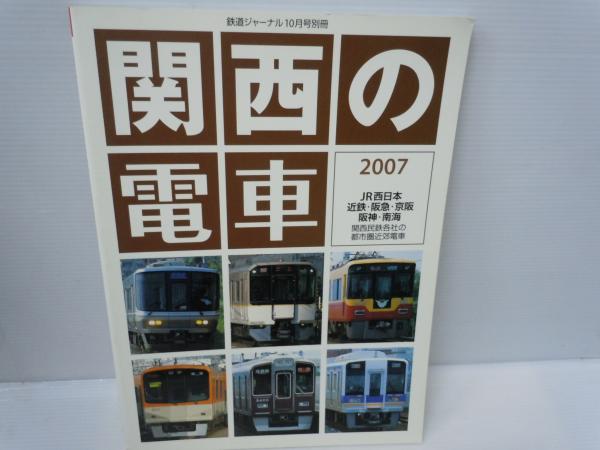 鉄道ジャーナル10月号別冊
関西の
電車
2007
JR西日本
近鉄・阪急・京阪
阪神・南海
関西民鉄各社の
都市圏近郊電車